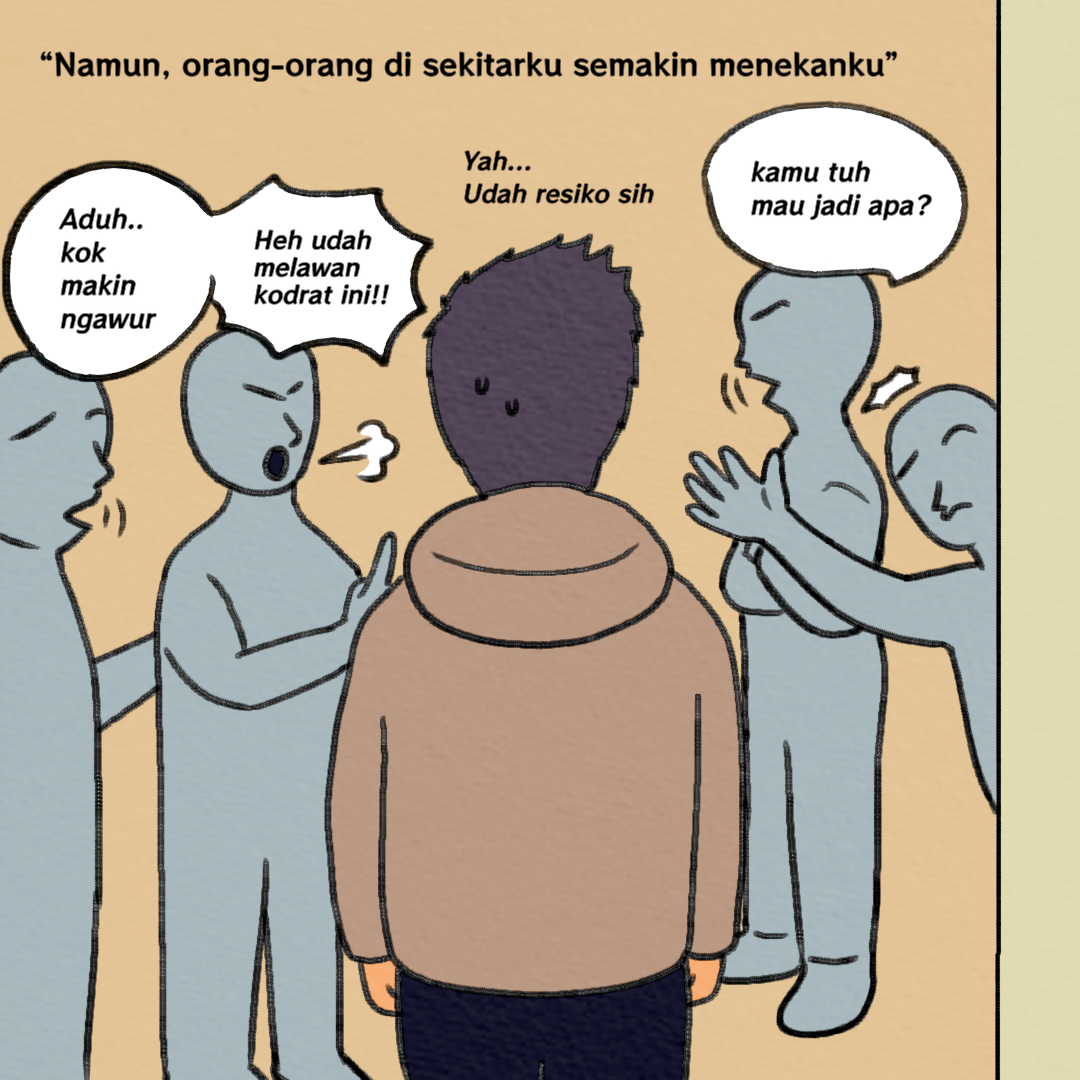 “Namun, orang-orang di sekitarku semakin menekanku”
Aduh..
kok
makin
ngawur
Heh udah
melawan
kodrat ini!!
Yah...
Udah resiko sih
kamu tuh
mau jadi apa?